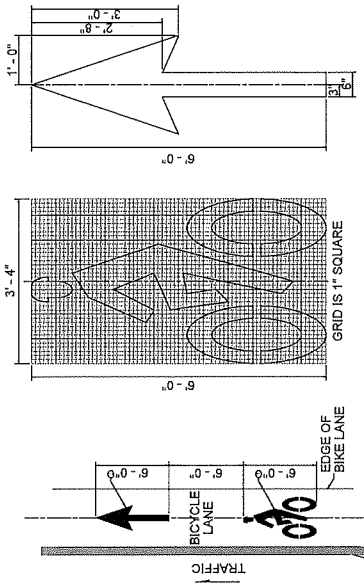 1'-0"
3'-0"
2'-8"
6'-0"
3"
6"
3'-4"
6'-0"
GRID IS 1" SQUARE
6'-0"
6'-0"
6'-0"
BICYCLE
LANE
EDGE OF
BIKE LANE
TRAFFIC